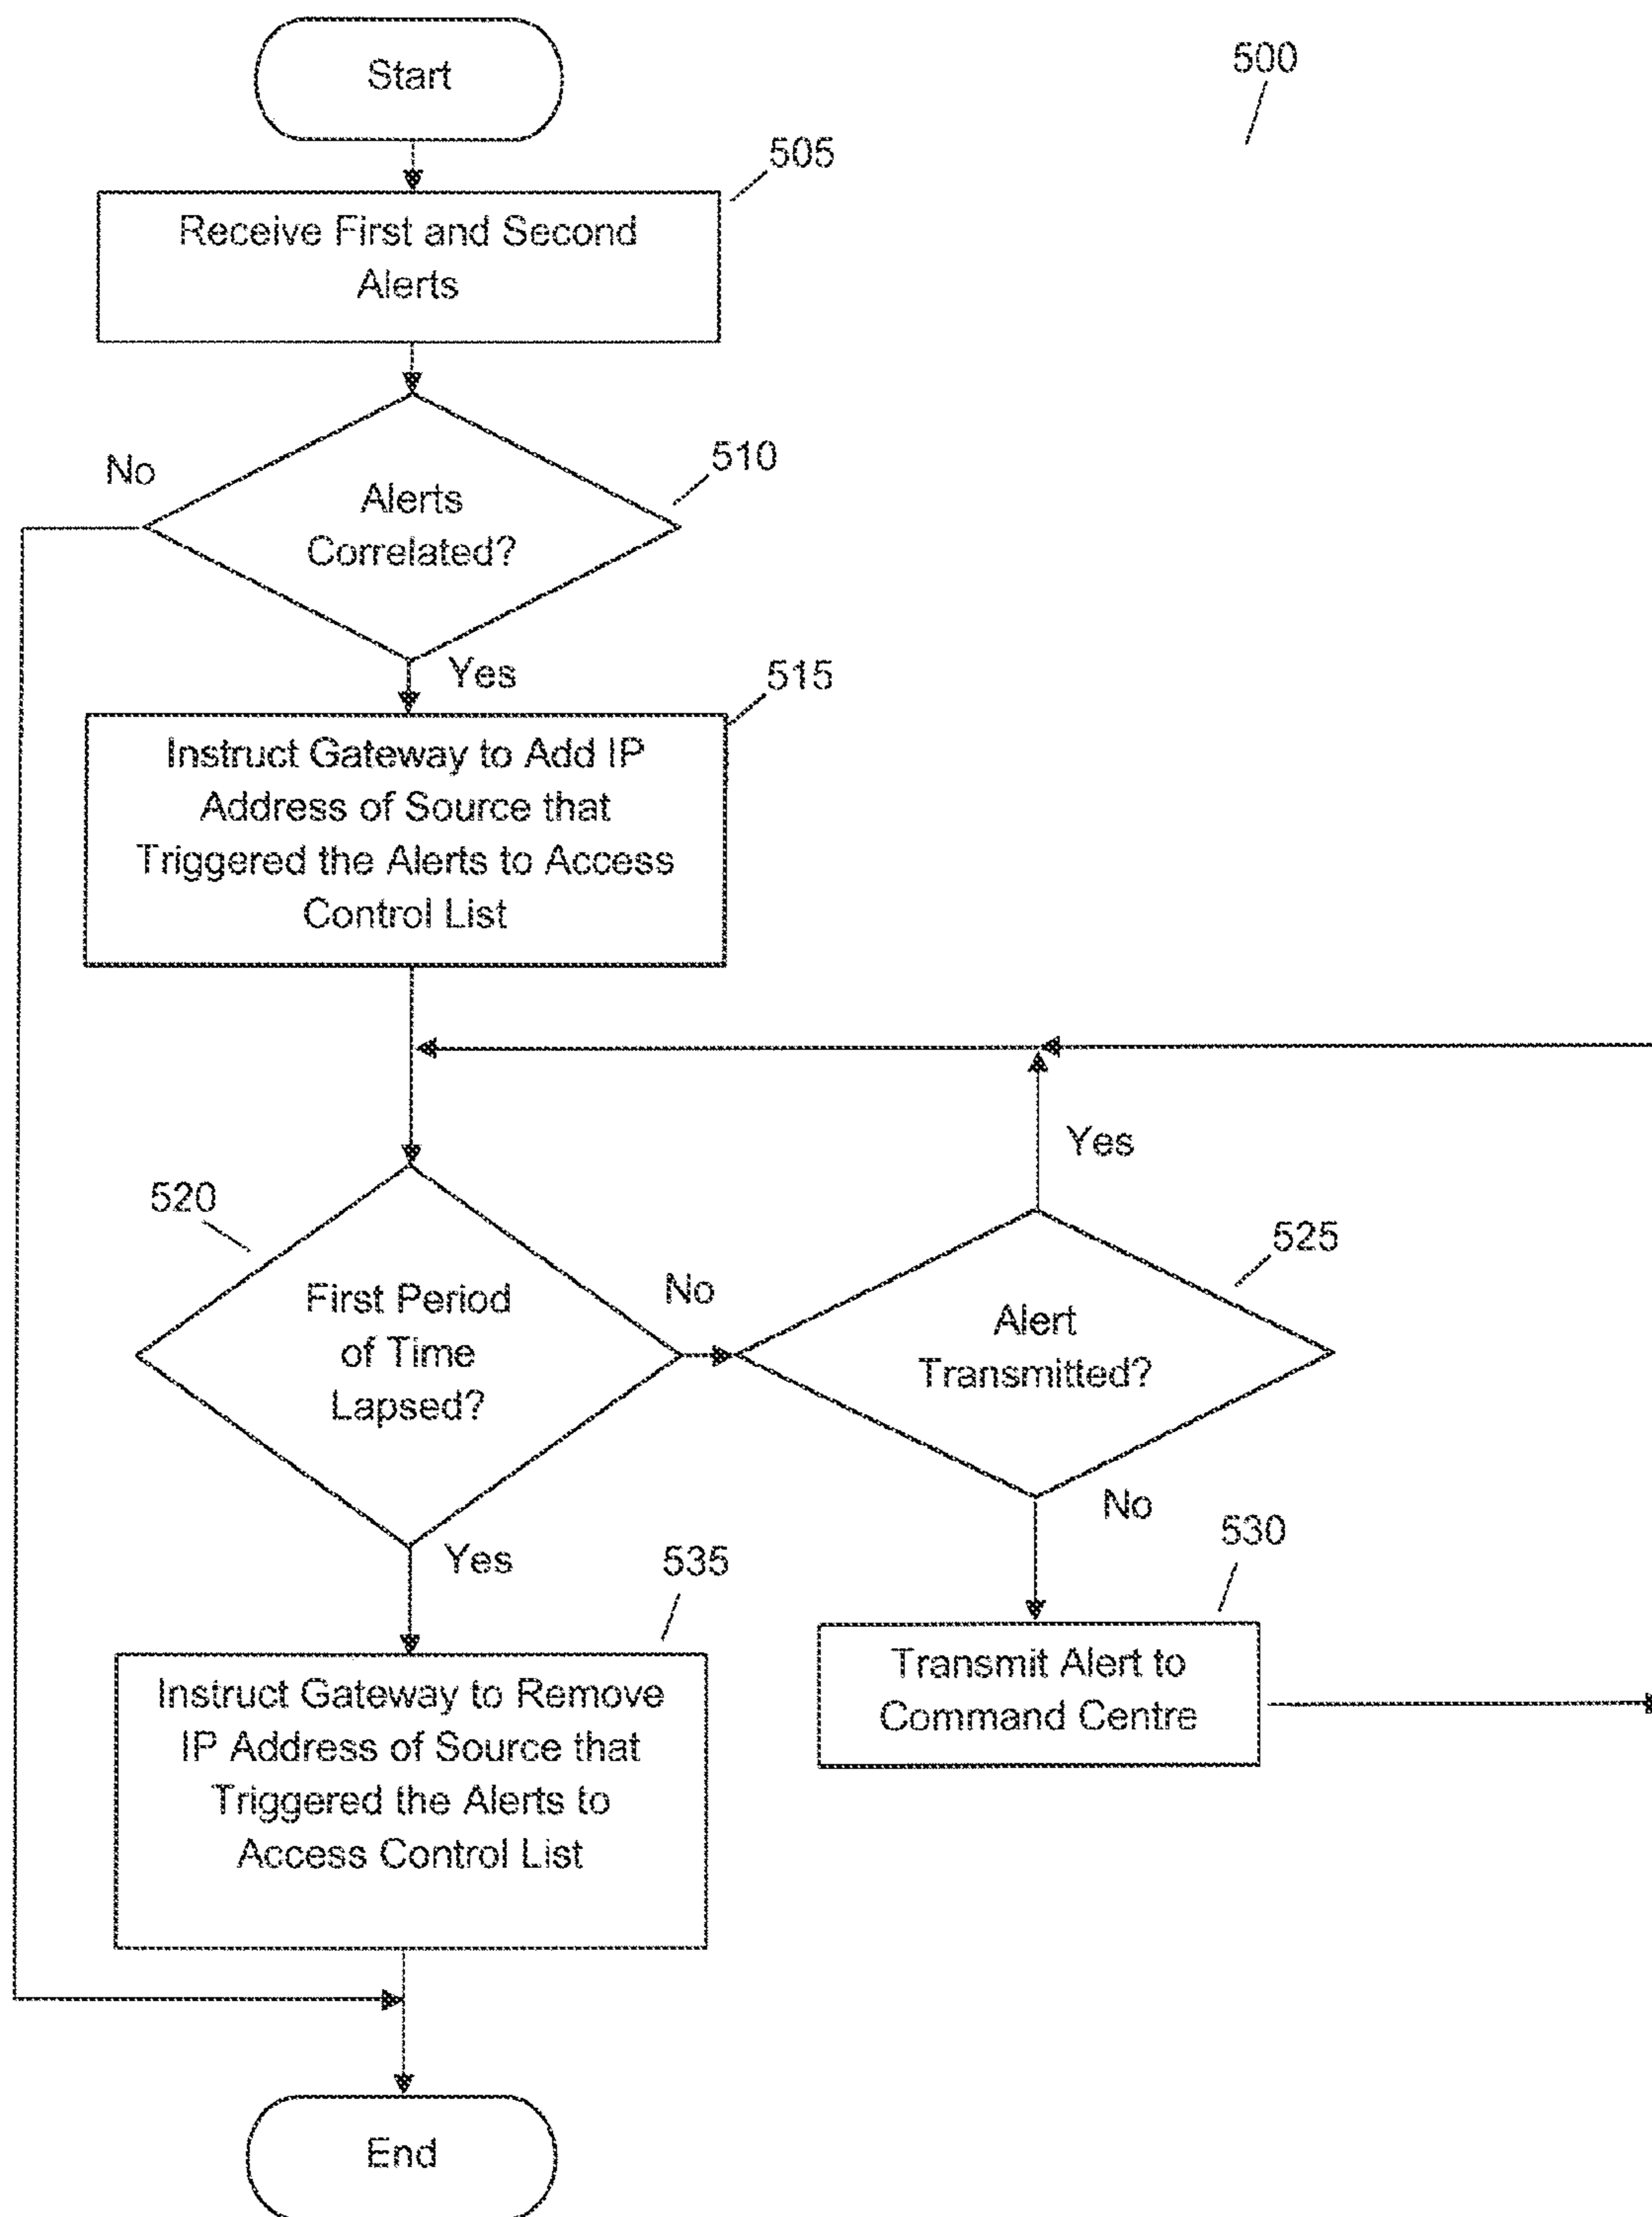 Start
500
505
Receive First and Second
Alerts
No
510
Alerts
Correlated?
Yes
515
Instruct Gateway to Add IP
Address of Source that
Triggered the Alerts to Access
Control List
Yes
520
525
First Period
of Time
Lapsed?
No
Alert
Transmitted?
No
Yes
530
535
Transmit Alert to
Command Centre
Instruct Gateway to Remove
IP Address of Source that
Triggered the Alerts to
Access Control List
End